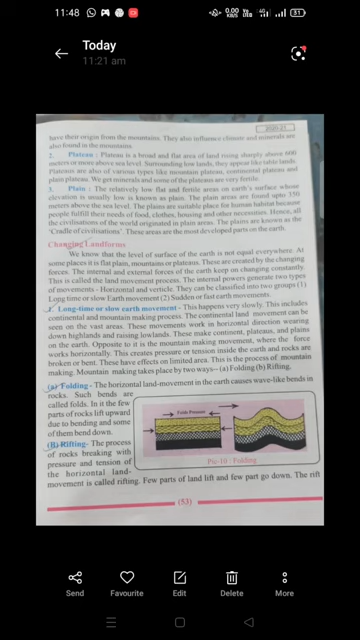 11:48
0.00 KB/S
Vo LTE
4G
31
Today
11:21 am
2020-21
have their origin from the mountains. They also influence climate and minerals are
also found in the mountains.
2. Plateau : Plateau is a broad and flat area of land rising sharply above 600
meters or more above sea level. Surrounding low lands, they appear like table lands.
Plateaus are also of various types like mountain plateau, continental plateau and
plain plateau. We get minerals and some of the plateaus are very fertile.
3. Plain : The relatively low flat and fertile areas on earth's surface whose
elevation is usually low is known as plain. The plain areas are found upto 350
meters above the sea level. The plains are suitable place for human habitat because
people fulfill their needs of food, clothes, housing and other necessities. Hence, all
the civilisations of the world originated in plain areas. The plains are known as the
'Cradle of civilisations'. These areas are the most developed parts on the earth.
Changing Landforms
We know that the level of surface of the earth is not equal everywhere. At
some places it is flat plain, mountains or plateaus. These are created by the changing
forces. The internal and external forces of the earth keep on changing constantly.
This is called the land movement process. The internal powers generate two types
of movements - Horizontal and verticle. They can be classified into two groups (1)
Long time or slow Earth movement (2) Sudden or fast earth movements.
1. Long-time or slow earth movement - This happens very slowly. This includes
continental and mountain making process. The continental land movement can be
seen on the vast areas. These movements work in horizontal direction wearing
down highlands and raising lowlands. These make continent, plateaus, and plains
on the earth. Opposite to it is the mountain making movement, where the force
works horizontally. This creates pressure or tension inside the earth and rocks are
broken or bent. These have effects on limited area. This is the process of mountain
making. Mountain making takes place by two ways-- (a) Folding (b) Rifting,
(a) Folding - The horizontal land-movement in the earth causes wave-like bends in
rocks. Such bends are
called folds. In it the few
parts of rocks lift upward
due to bending and some
of them bend down.
(B) Rifting- The process
of rocks breaking with
pressure and tension of
the horizontal land-
movement is called rifting. Few parts of land lift and few part go down. The rift
Folds Pressure
Pic-10 : Folding
(53)
Send
Favourite
Edit
Delete
More